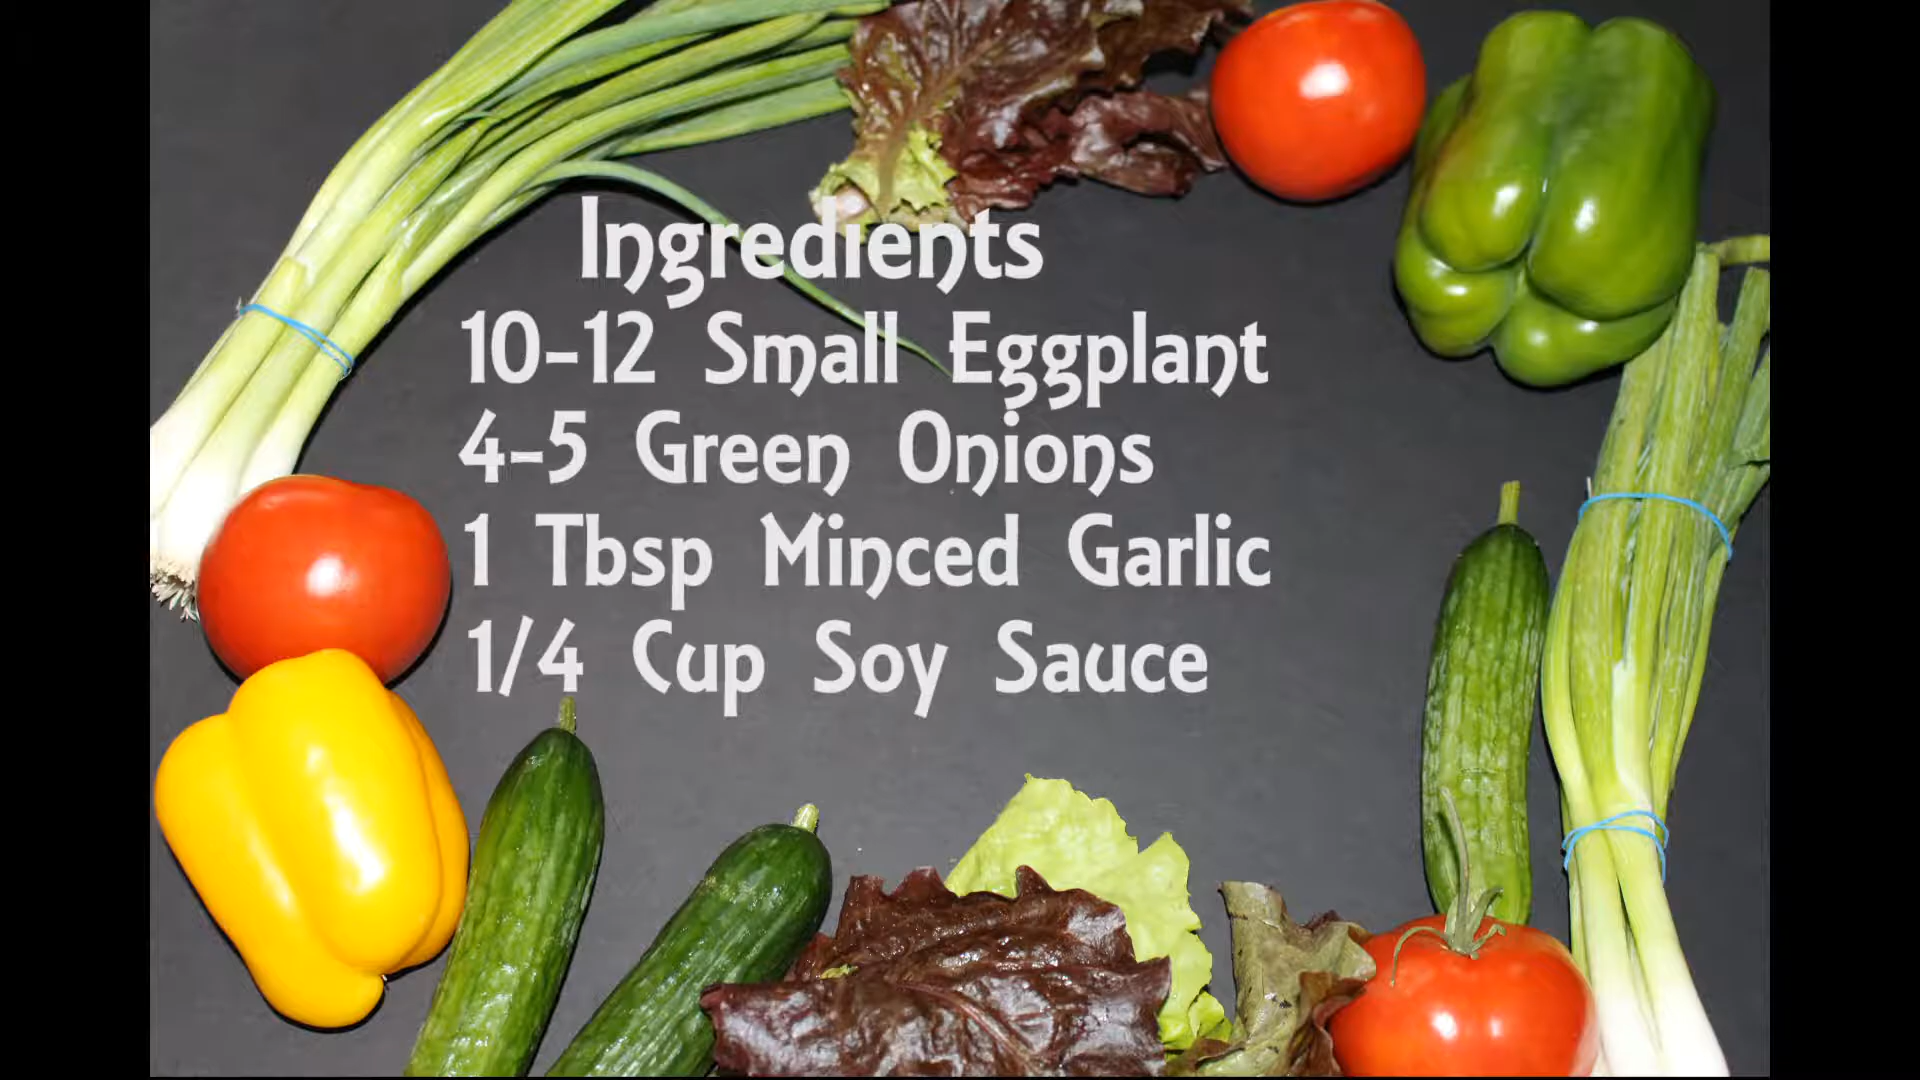 Ingredients
10-12 Small Eggplant
4-5 Green Onions
1 Tbsp Minced Garlic
1/4 Cup Soy Sauce